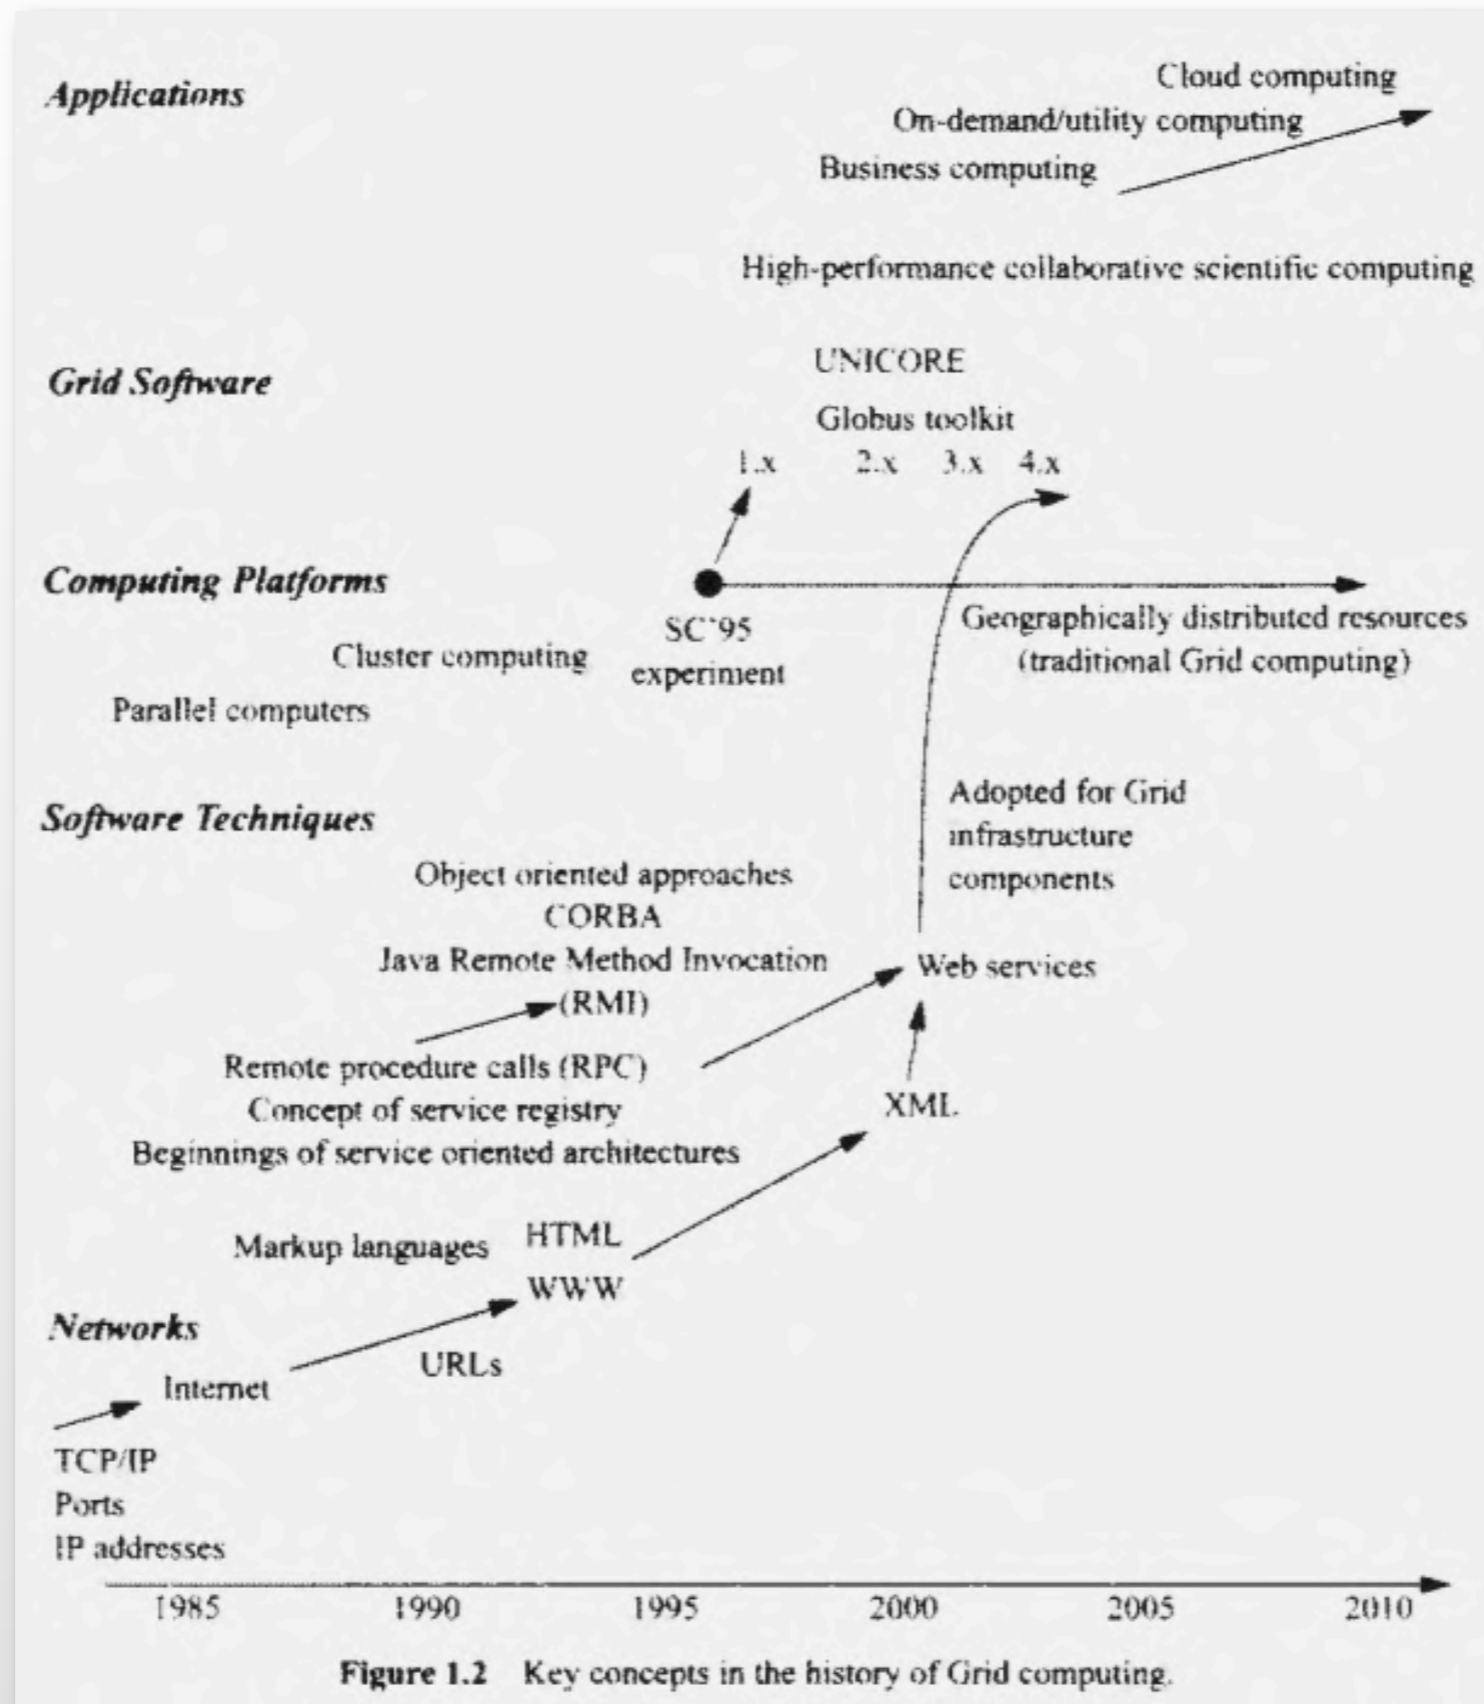 Applications
Cloud computing
On-demand/utility computing
Business computing
High-performance collaborative scientific computing
Grid Software
UNICORE
Globus toolkit
1.x 2.x 3.x 4.x
Computing Platforms
SC'95
experiment
Geographically distributed resources
(traditional Grid computing)
Cluster computing
Parallel computers
Software Techniques
Adopted for Grid
infrastructure
components
Object oriented approaches
CORBA
Java Remote Method Invocation
(RMI)
Web services
Remote procedure calls (RPC)
Concept of service registry
Beginnings of service oriented architectures
XML
Markup languages
HTML
WWW
Networks
URLs
Internet
TCP/IP
Ports
IP addresses
1985 1990 1995 2000 2005 2010
Figure 1.2 Key concepts in the history of Grid computing.